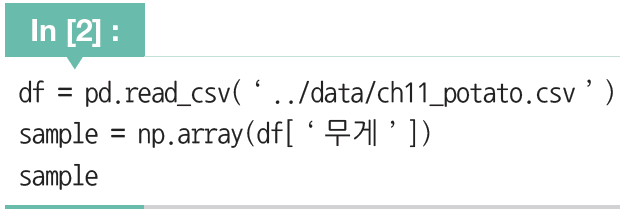 In [2] :
df = pd.read_csv( ‘ ../data/ch11_potato.csv ’ )
sample = np.array(df[ ‘ 무게 ’ ])
sample